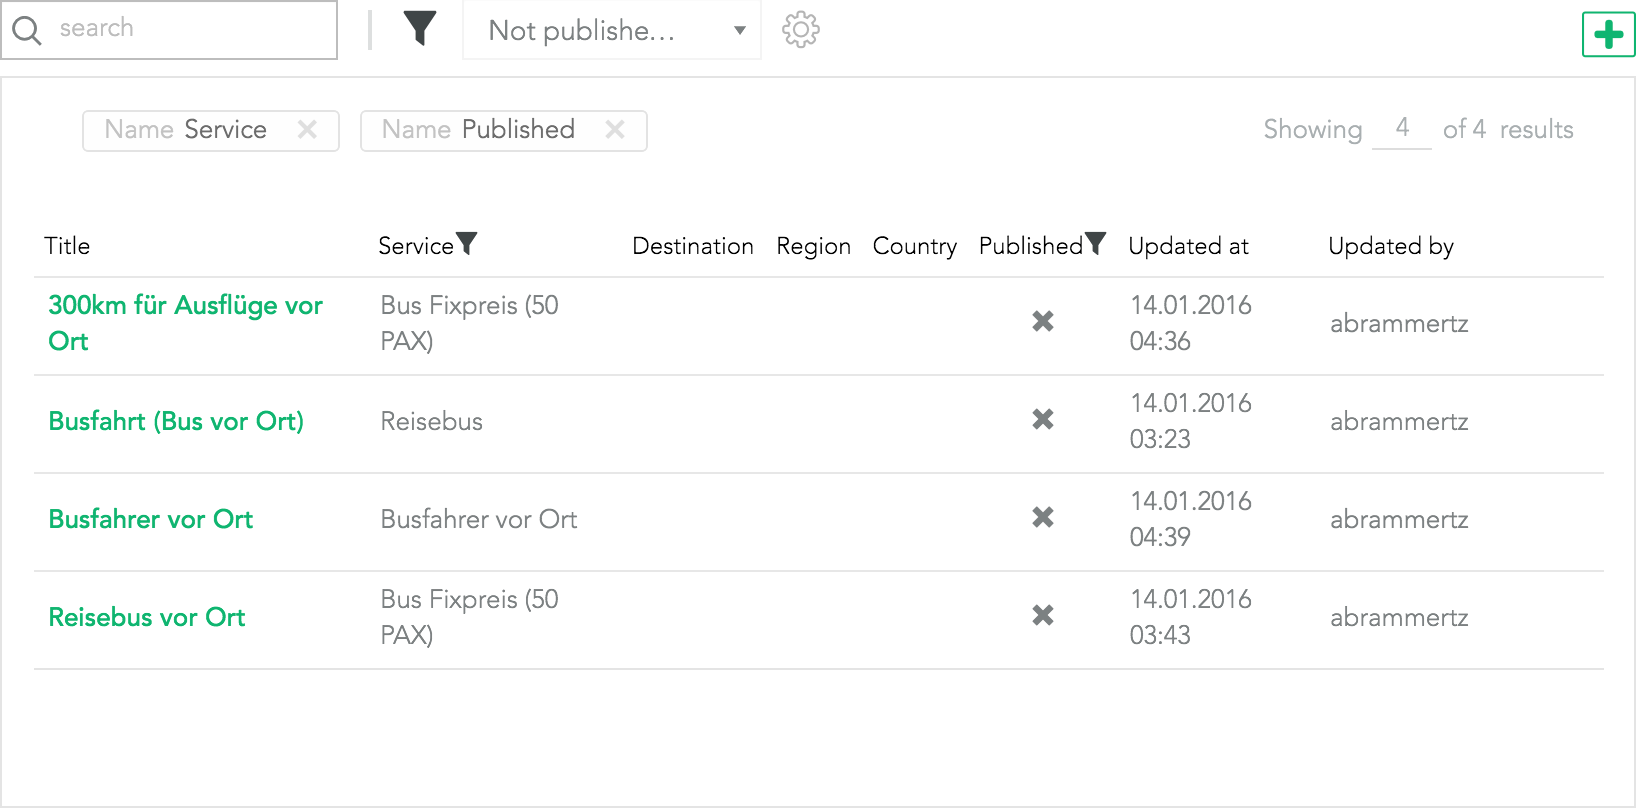 search
Not publishe...
Name Service
Name Published
Showing 4 of 4 results
Title Service Destination Region Country Published Updated at Updated by
300km für Ausflüge vor
Ort
Bus Fixpreis (50
PAX)
14.01.2016
04:36
abrammertz
Busfahrt (Bus vor Ort)
Reisebus
14.01.2016
03:23
abrammertz
Busfahrer vor Ort
Busfahrer vor Ort
14.01.2016
04:39
abrammertz
Reisebus vor Ort
Bus Fixpreis (50
PAX)
14.01.2016
03:43
abrammertz